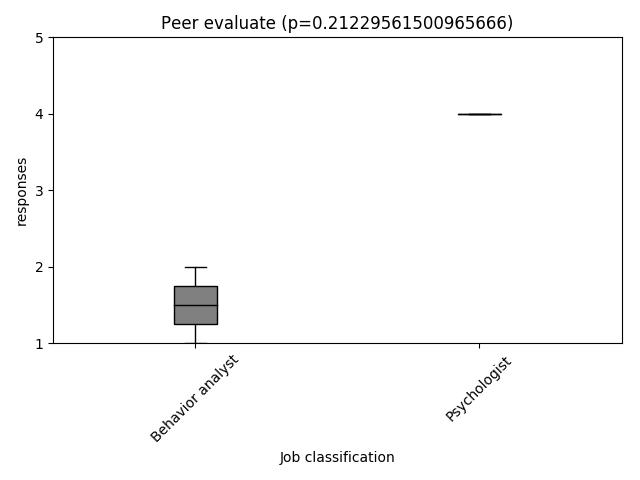 Peer evaluate (p=0.21229561500965666)
5
4
3
2
1
responses
Behavior analyst
Psychologist
Job classification